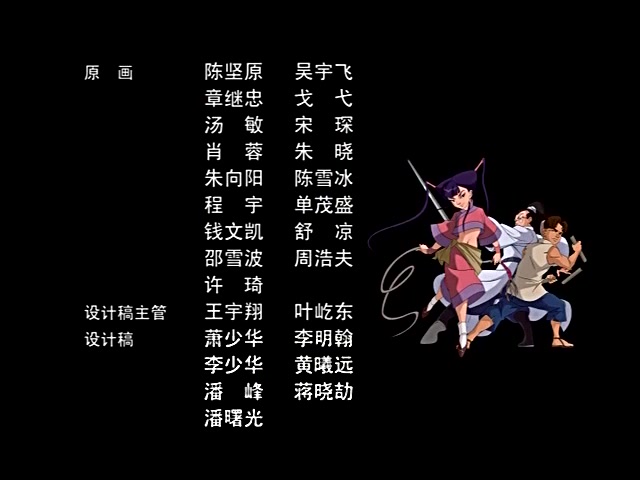 原 画 陈坚原 吴宇飞
章继忠 戈 弋
汤 敏 宋 琛
肖 蓉 朱 晓
朱向阳 陈雪冰
程 宇 单茂盛
钱文凯 舒 凉
邵雪波 周浩夫
许 琦
设计稿主管 王宇翔 叶屹东
设计稿 萧少华 李明翰
李少华 黄曦远
潘 峰 蒋晓劼
潘曙光